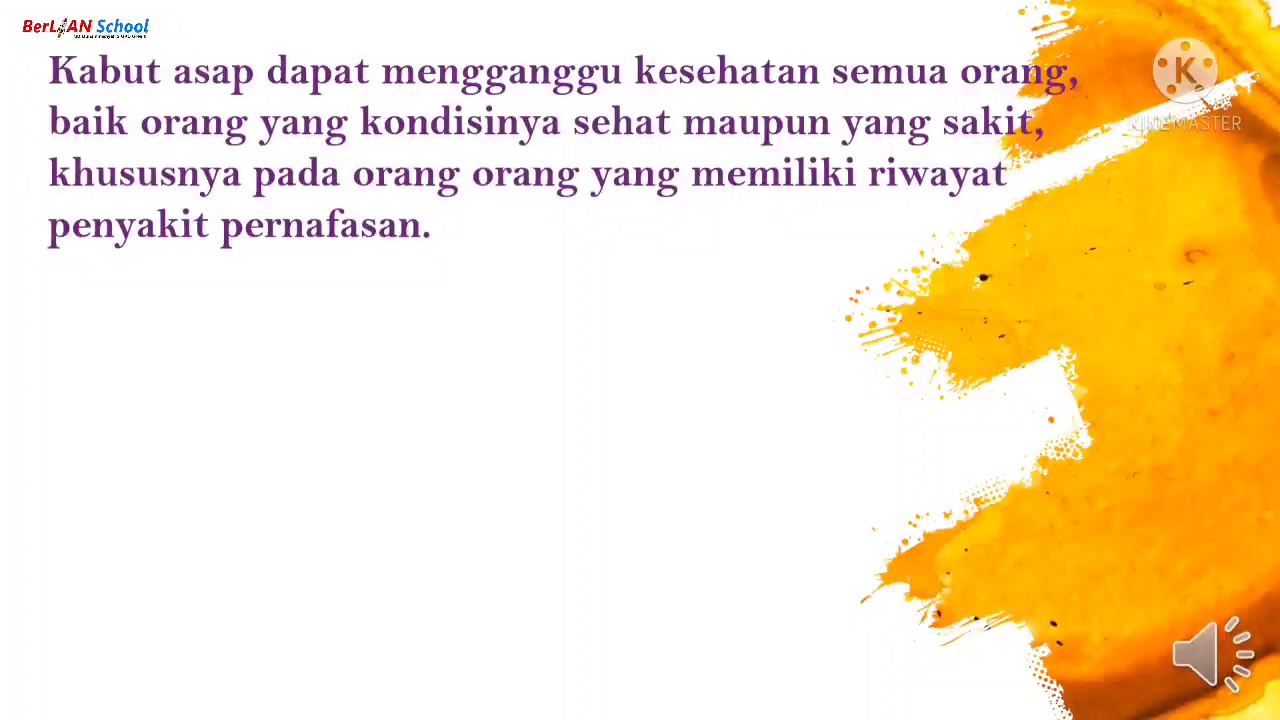 BerLIAN School
Kabut asap dapat mengganggu kesehatan semua orang,
baik orang yang kondisinya sehat maupun yang sakit,
khususnya pada orang orang yang memiliki riwayat
penyakit pernafasan.
K
KINEMASTER